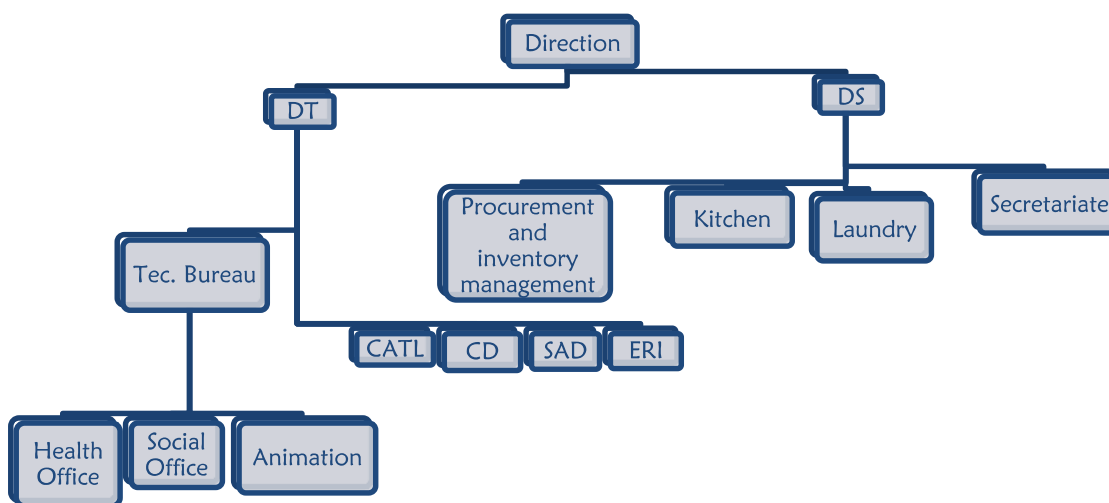 Direction
DT
DS
Procurement
and
inventory
management
Kitchen
Laundry
Secretariate
Tec. Bureau
CATL
CD
SAD
ERI
Health
Office
Social
Office
Animation